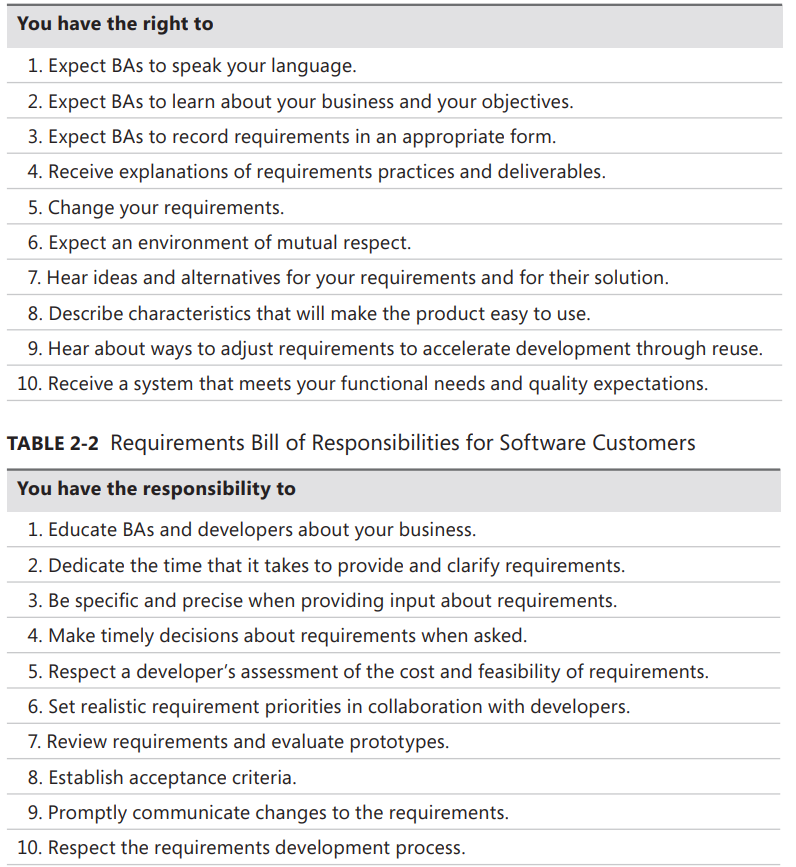 You have the right to
1. Expect BAs to speak your language.
2. Expect BAs to learn about your business and your objectives.
3. Expect BAs to record requirements in an appropriate form.
4. Receive explanations of requirements practices and deliverables.
5. Change your requirements.
6. Expect an environment of mutual respect.
7. Hear ideas and alternatives for your requirements and for their solution.
8. Describe characteristics that will make the product easy to use.
9. Hear about ways to adjust requirements to accelerate development through reuse.
10. Receive a system that meets your functional needs and quality expectations.
TABLE 2-2 Requirements Bill of Responsibilities for Software Customers
You have the responsibility to
1. Educate BAs and developers about your business.
2. Dedicate the time that it takes to provide and clarify requirements.
3. Be specific and precise when providing input about requirements.
4. Make timely decisions about requirements when asked.
5. Respect a developer’s assessment of the cost and feasibility of requirements.
6. Set realistic requirement priorities in collaboration with developers.
7. Review requirements and evaluate prototypes.
8. Establish acceptance criteria.
9. Promptly communicate changes to the requirements.
10. Respect the requirements development process.